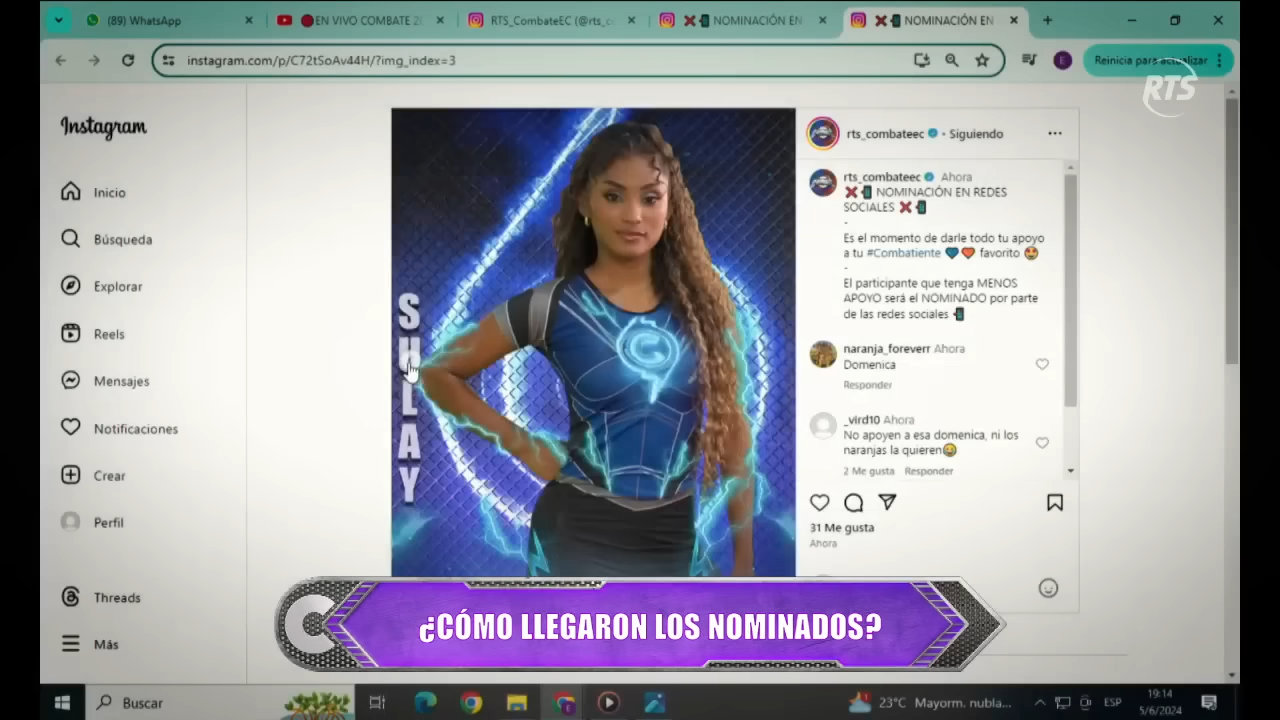 (89) WhatsApp
EN VIVO COMBATE 2
RTS_CombateEC (@rts_c
NOMINACIÓN EN
NOMINACIÓN EN
instagram.com/p/C72tSoAv44H/?img_index=3
E
Reinicia para actualizar
RTS
Instagram
Inicio
Búsqueda
Explorar
Reels
Mensajes
Notificaciones
Crear
Perfil
Threads
Más
SHLAY
C
rts_combateec • Siguiendo
rts_combateec Ahora
NOMINACIÓN EN REDES
SOCIALES
-
Es el momento de darle todo tu apoyo
a tu #Combatiente favorito
-
El participante que tenga MENOS
APOYO será el NOMINADO por parte
de las redes sociales
naranja_foreverr Ahora
Domenica
Responder
_vird10 Ahora
No apoyen a esa domenica, ni los
naranjas la quieren
2 Me gusta Responder
31 Me gusta
Ahora
C
¿CÓMO LLEGARON LOS NOMINADOS?
Buscar
23°C Mayorm. nubla...
ESP
19:14
5/6/2024